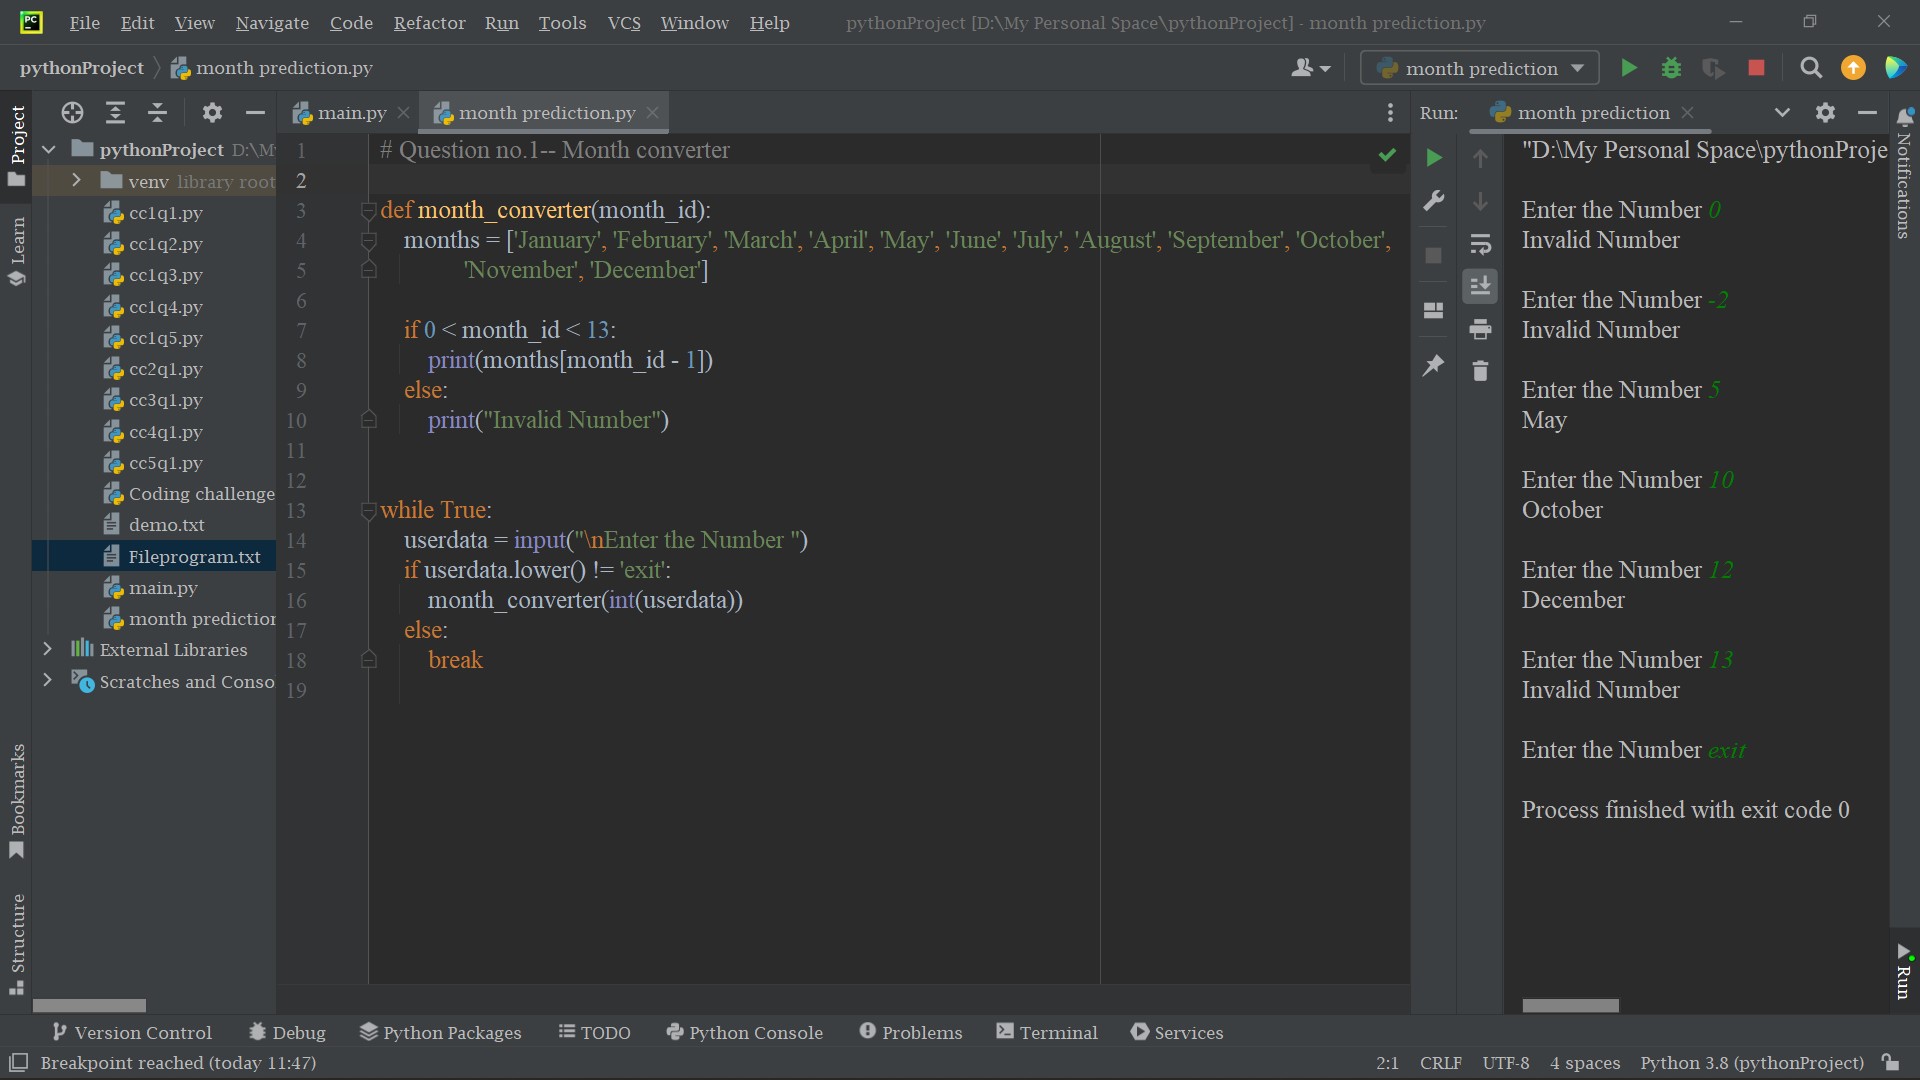 File Edit View Navigate Code Refactor Run Tools VCS Window Help pythonProject [D:\My Personal Space\pythonProject] - month prediction.py
pythonProject month prediction.py month prediction
Project
Learn
Bookmarks
Structure
pythonProject D:\M
venv library root
cc1q1.py
cc1q2.py
cc1q3.py
cc1q4.py
cc1q5.py
cc2q1.py
cc3q1.py
cc4q1.py
cc5q1.py
Coding challenge
demo.txt
Fileprogram.txt
main.py
month prediction
External Libraries
Scratches and Conso
main.py month prediction.py
1 # Question no.1-- Month converter
2
3 def month_converter(month_id):
4 months = ['January', 'February', 'March', 'April', 'May', 'June', 'July', 'August', 'September', 'October',
5 'November', 'December']
6
7 if 0 < month_id < 13:
8 print(months[month_id - 1])
9 else:
10 print("Invalid Number")
11
12
13 while True:
14 userdata = input("\nEnter the Number ")
15 if userdata.lower() != 'exit':
16 month_converter(int(userdata))
17 else:
18 break
19
Run: month prediction
"D:\My Personal Space\pythonProje
Enter the Number 0
Invalid Number
Enter the Number -2
Invalid Number
Enter the Number 5
May
Enter the Number 10
October
Enter the Number 12
December
Enter the Number 13
Invalid Number
Enter the Number exit
Process finished with exit code 0
Notifications
Run
Version Control Debug Python Packages TODO Python Console Problems Terminal Services
Breakpoint reached (today 11:47) 2:1 CRLF UTF-8 4 spaces Python 3.8 (pythonProject)